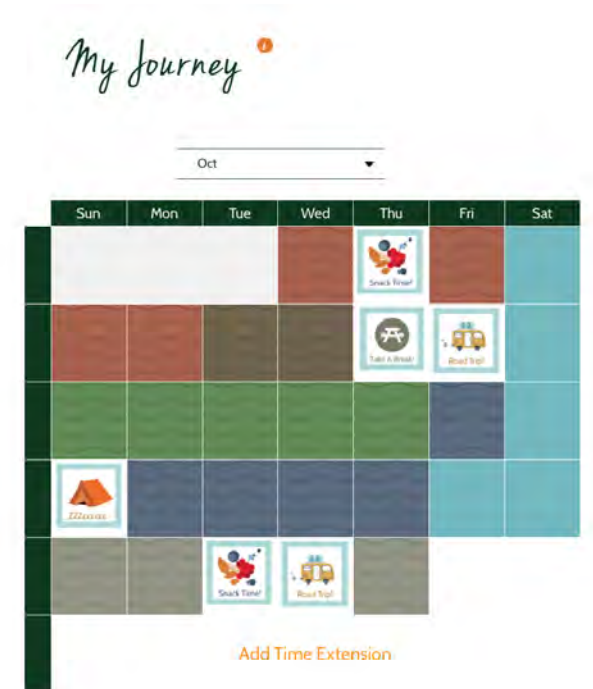 My Journey
Oct
Sun Mon Tue Wed Thu Fri Sat
Snack Time!
Take A Break! Road Trip!
Snack Time! Road Trip!
Add Time Extension